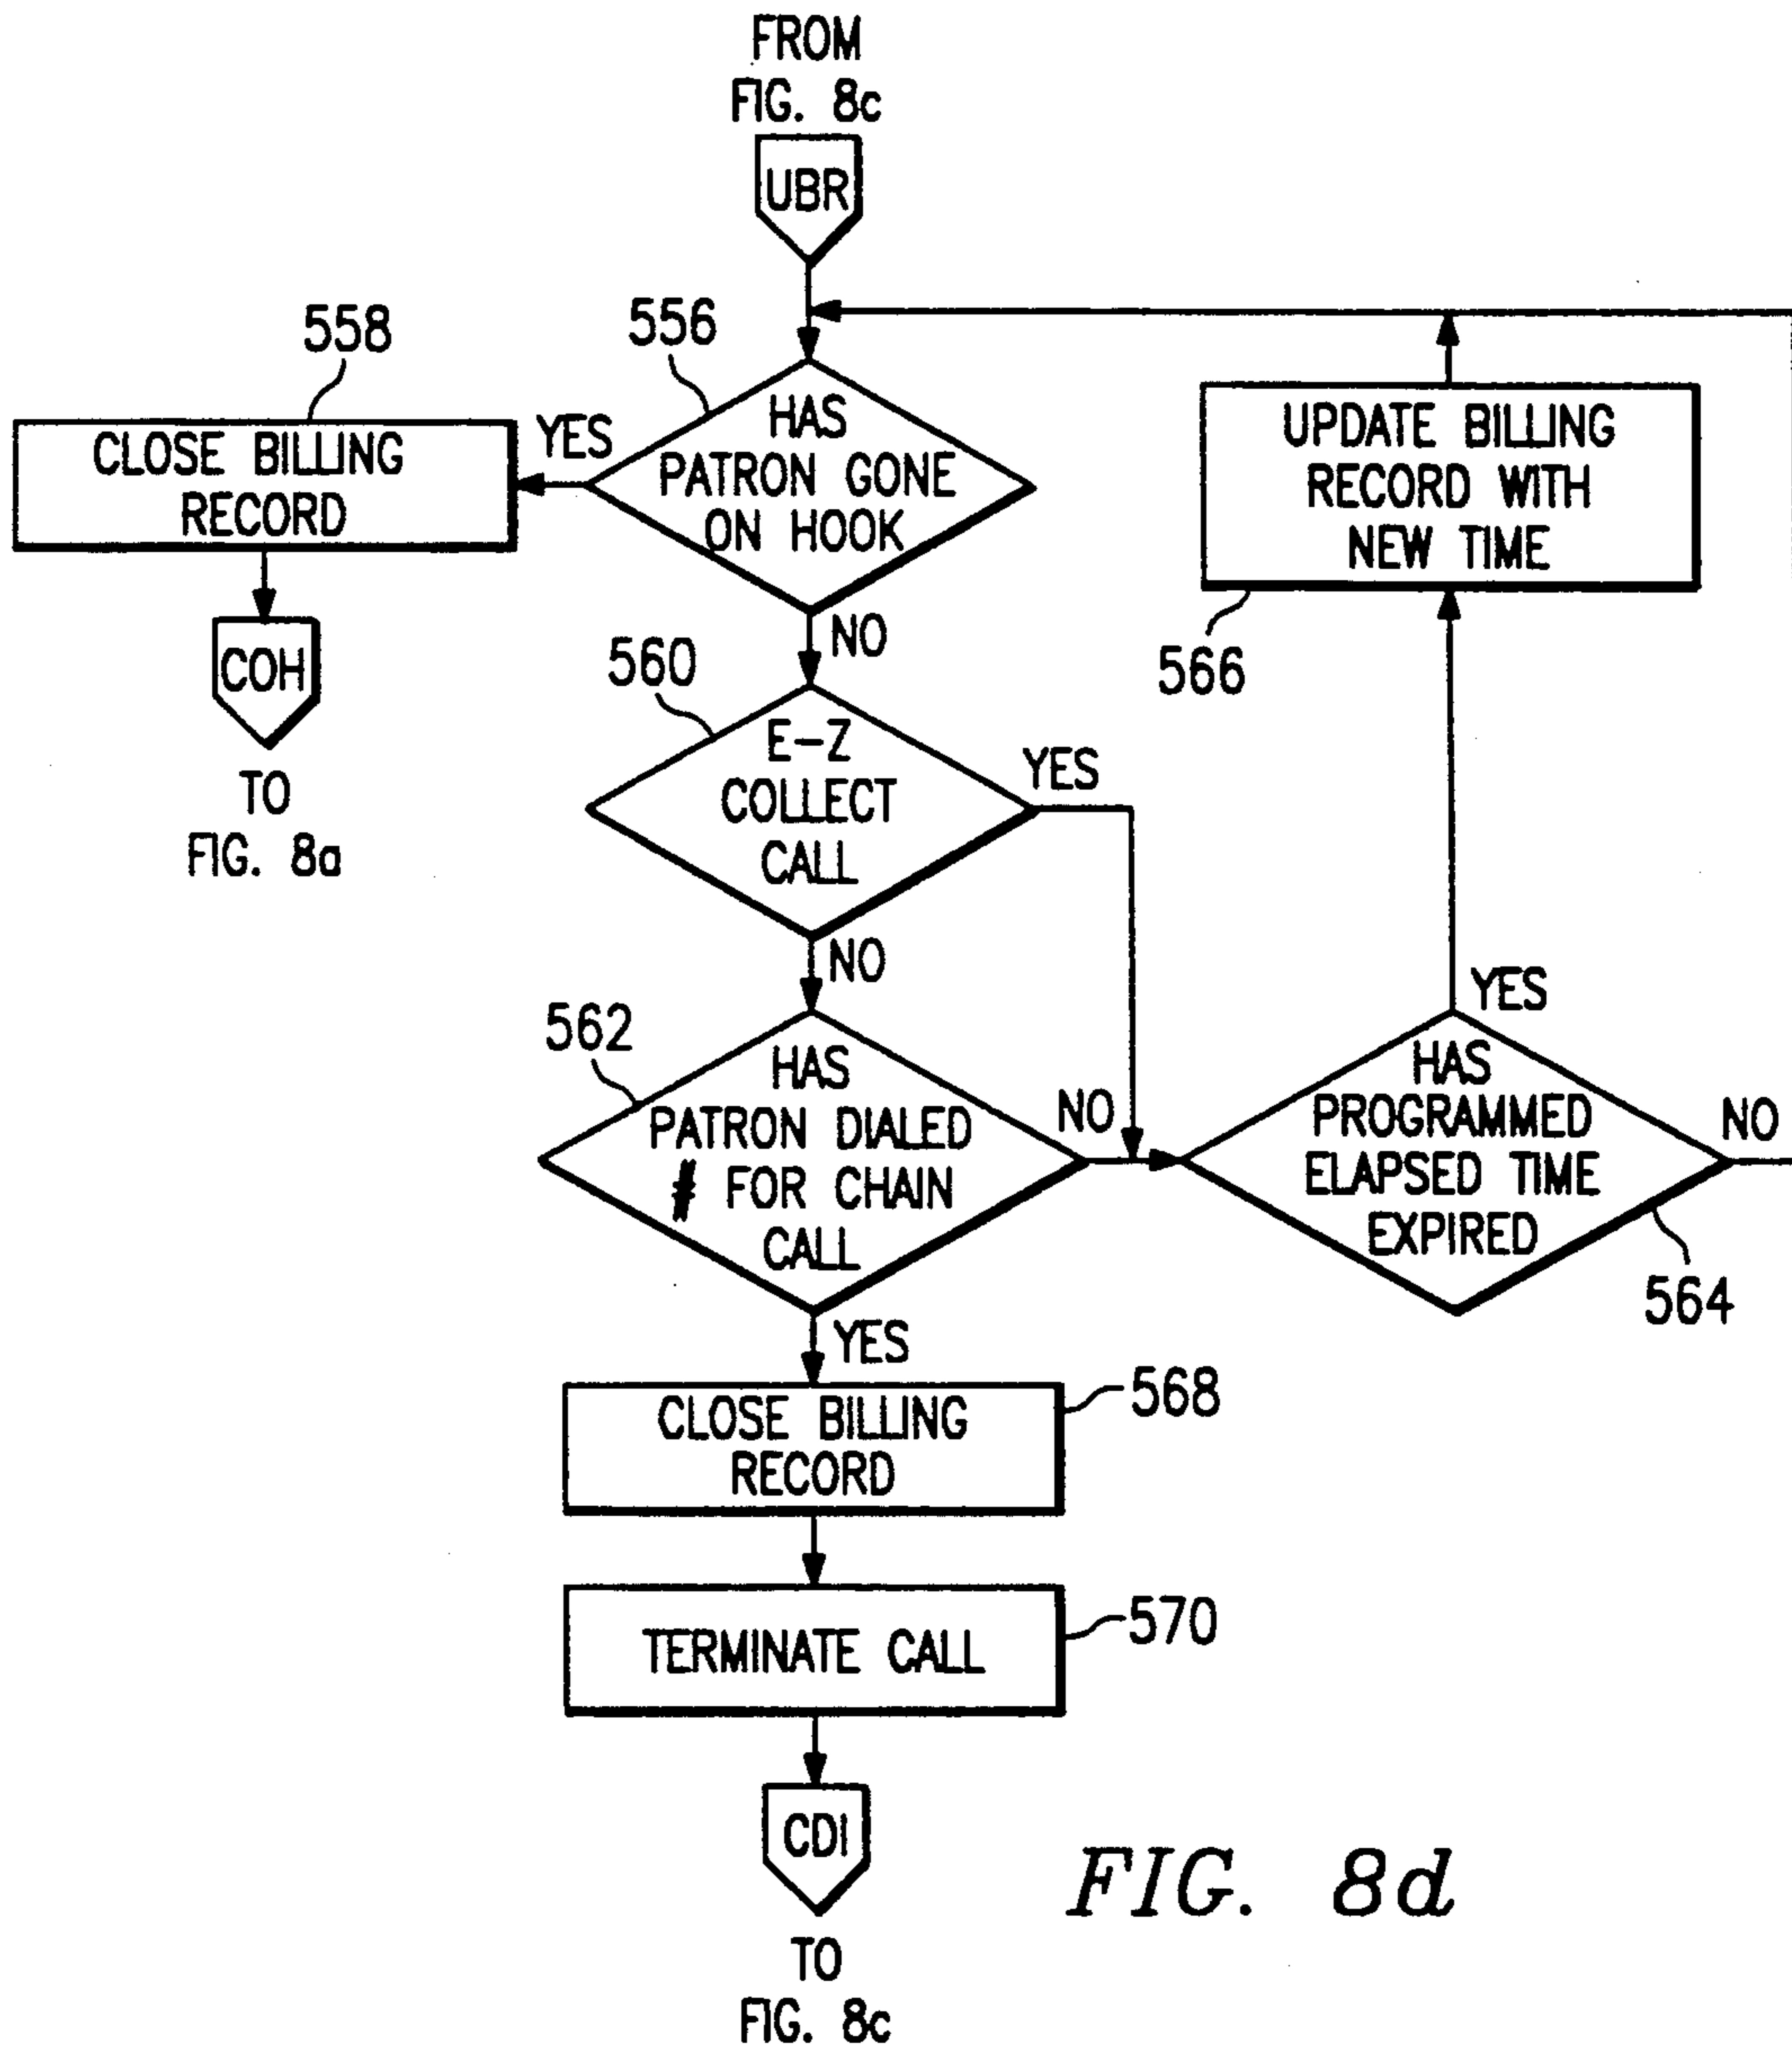 FROM
FIG. 8c
UBR
558
556
YES
CLOSE BILLING
RECORD
HAS
PATRON GONE
ON HOOK
UPDATE BILLING
RECORD WITH
NEW TIME
566
COH
TO
FIG. 8a
NO
560
E-Z
COLLECT
CALL
YES
NO
562
HAS
PATRON DIALED
# FOR CHAIN
CALL
NO
YES
HAS
PROGRAMMED
ELAPSED TIME
EXPIRED
NO
564
YES
CLOSE BILLING
RECORD
568
TERMINATE CALL
570
CDI
TO
FIG. 8c
FIG. 8d